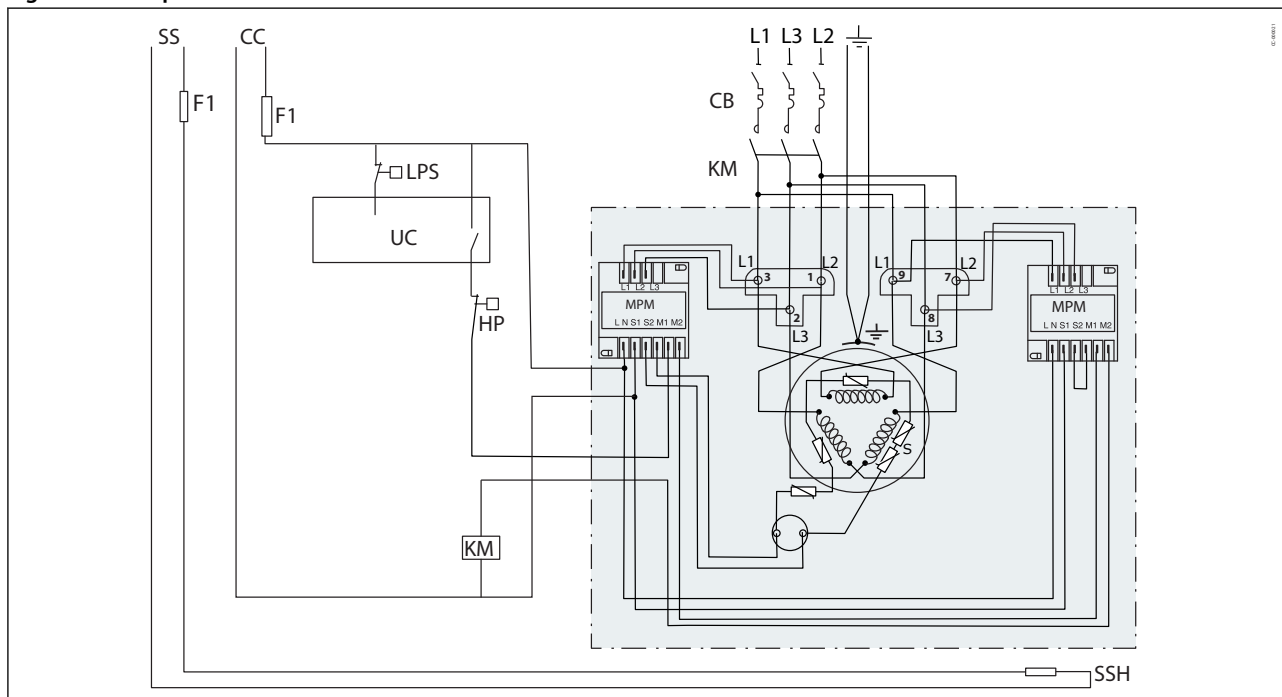 SS
CC
L1 L3 L2
F1
F1
CB
LPS
KM
UC
L1
L2
L1
L2
3
1
9
7
L1 L2 L3
MPM
L N S1 S2 M1 M2
L1 L2 L3
MPM
L N S1 S2 M1 M2
2
8
HP
L3
L3
S
KM
SSH